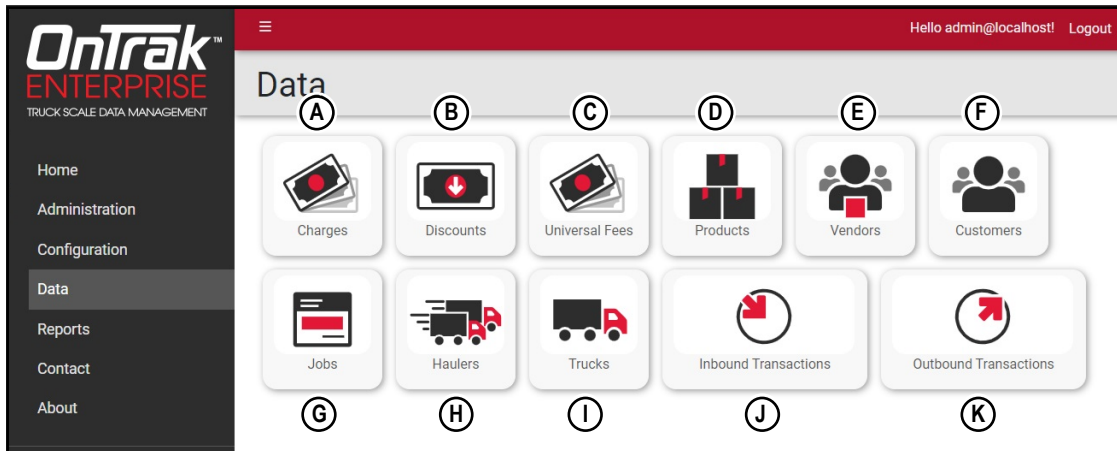 OnTrak™
ENTERPRISE
TRUCK SCALE DATA MANAGEMENT
Home
Administration
Configuration
Data
Reports
Contact
About
☰
Hello admin@localhost! Logout
Data
A B C D E F
Charges Discounts Universal Fees Products Vendors Customers
Jobs Haulers Trucks Inbound Transactions Outbound Transactions
G H I J K